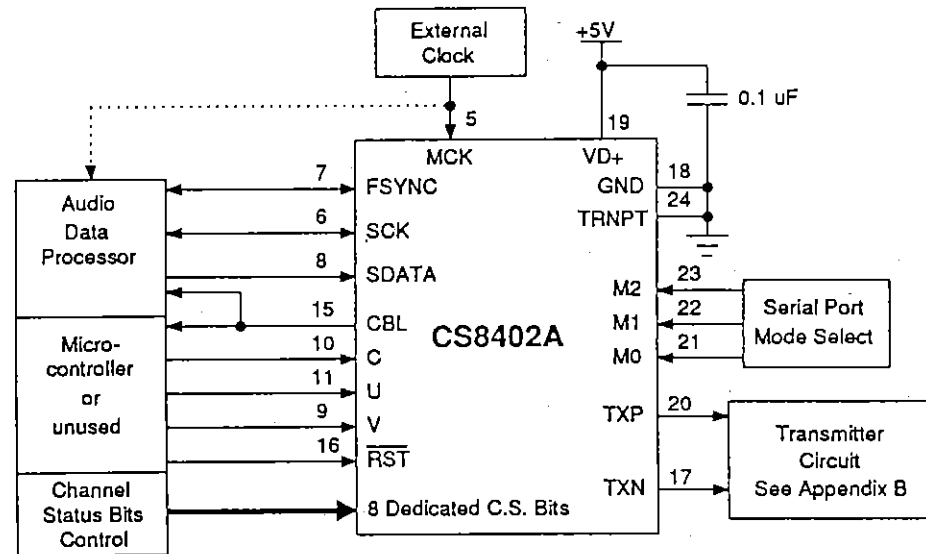 External
Clock
+5V
0.1 uF
5
19
MCK
VD+
7
FSYNC
GND
18
Audio
Data
Processor
6
SCK
TRNPT
24
8
SDATA
M2
23
15
CBL
CS8402A
M1
22
Serial Port
Mode Select
Micro-
controller
or
unused
10
C
M0
21
11
U
9
V
TXP
20
16
RST
Transmitter
Circuit
See Appendix B
TXN
17
Channel
Status Bits
Control
8 Dedicated C.S. Bits